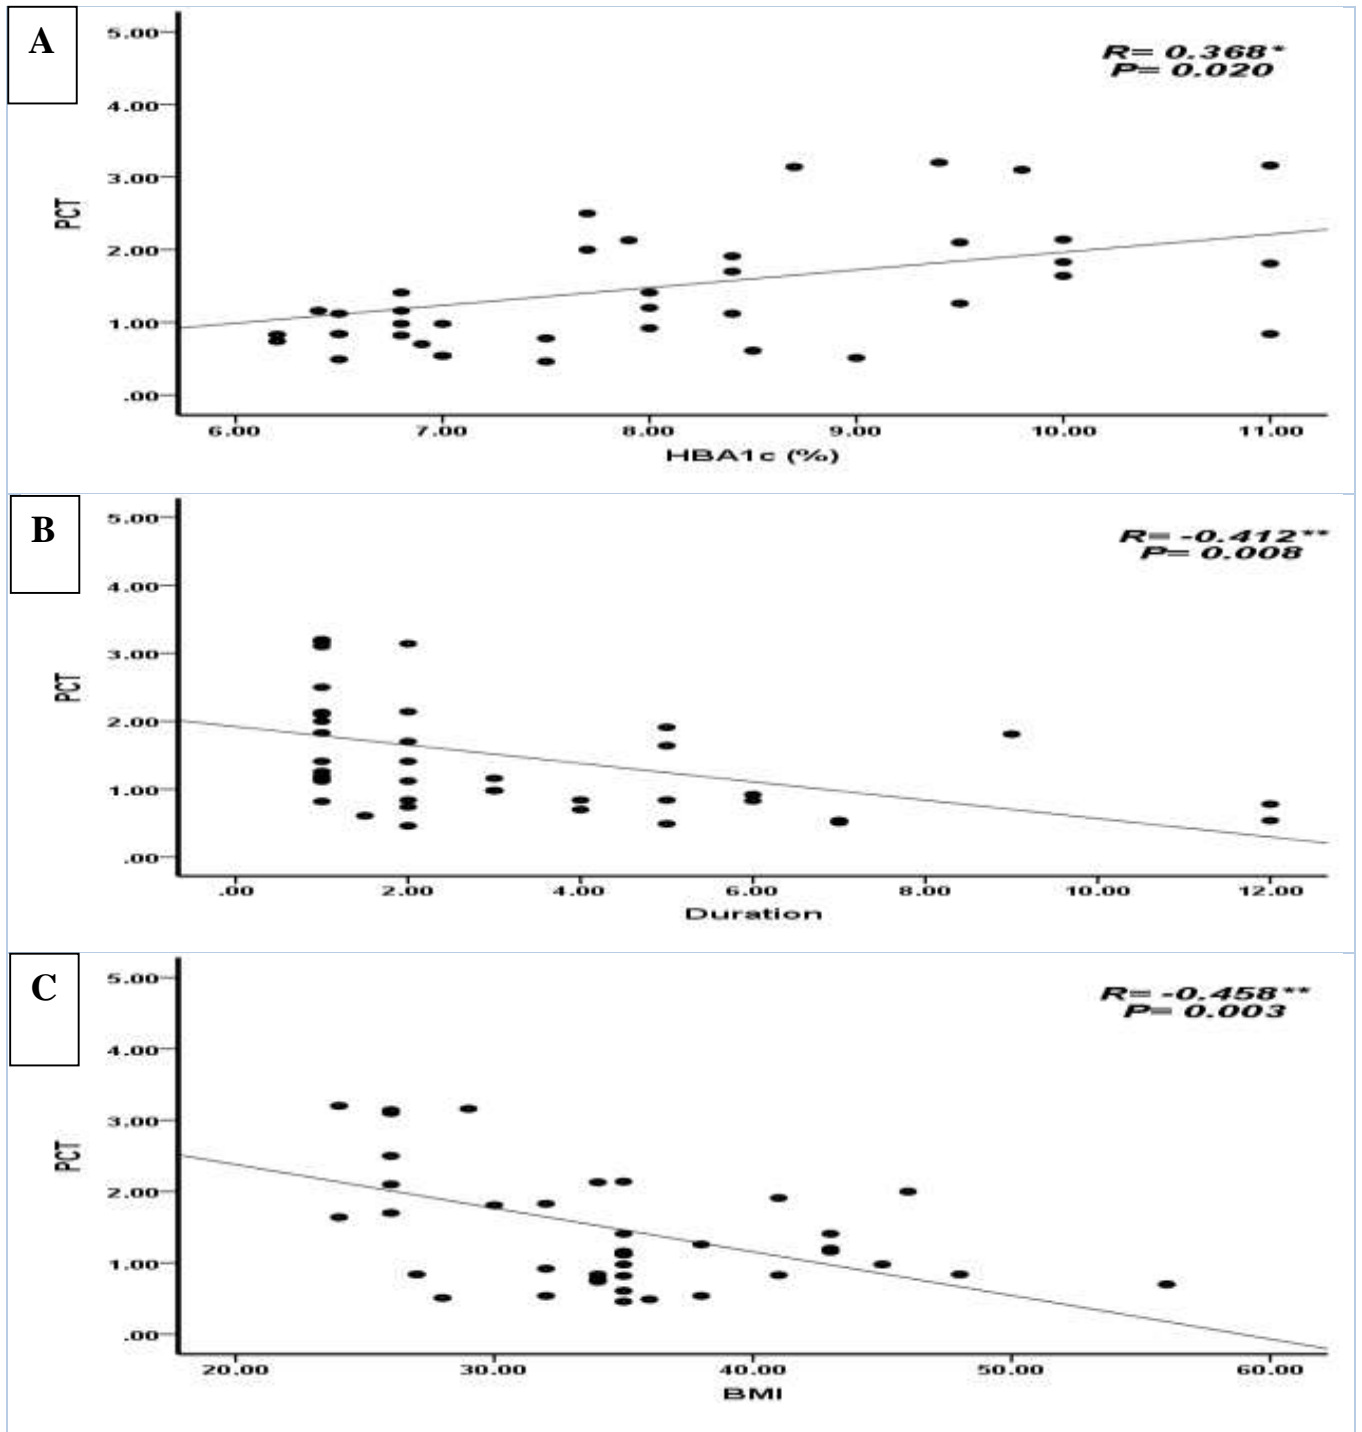 A
R= 0.368*
P= 0.020
5.00
4.00
3.00
2.00
1.00
.00
PCT
6.00 7.00 8.00 9.00 10.00 11.00
HBA1c (%)
B
R= -0.412**
P= 0.008
5.00
4.00
3.00
2.00
1.00
.00
PCT
.00 2.00 4.00 6.00 8.00 10.00 12.00
Duration
C
R= -0.458**
P= 0.003
5.00
4.00
3.00
2.00
1.00
.00
PCT
20.00 30.00 40.00 50.00 60.00
BMI